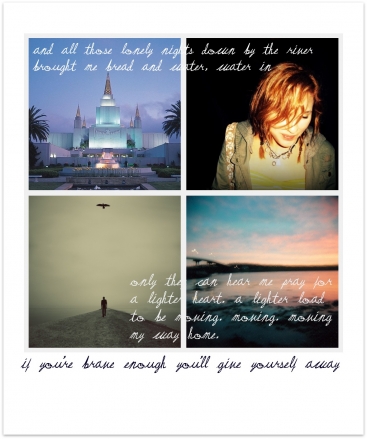 and all those lonely nights down by the river
brought me bread and water, water in
only the can hear me pray for
a lighter heart, a lighter load
to be moving, moving, moving
my way home.
if you're brave enough you'll give yourself away